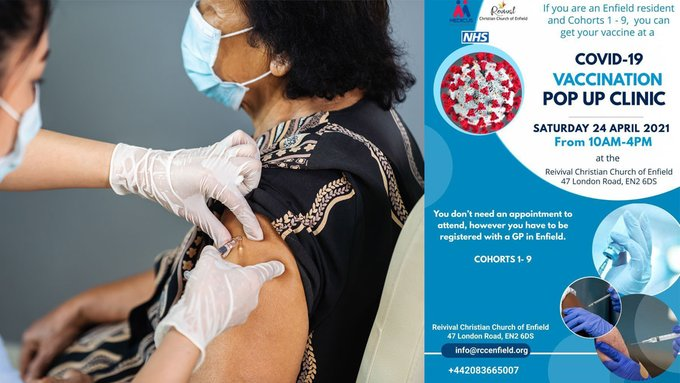 MEDICUS
Revival
Christian Church of Enfield
NHS
If you are an Enfield resident
and Cohorts 1 - 9, you can
get your vaccine at a
COVID-19
VACCINATION
POP UP CLINIC
SATURDAY 24 APRIL 2021
From 10AM-4PM
at the
Reivival Christian Church of Enfield
47 London Road, EN2 6DS
You don't need an appointment to
attend, however you have to be
registered with a GP in Enfield.
COHORTS 1- 9
Reivival Christian Church of Enfield
47 London Road, EN2 6DS
info@rccenfield.org
+442083665007